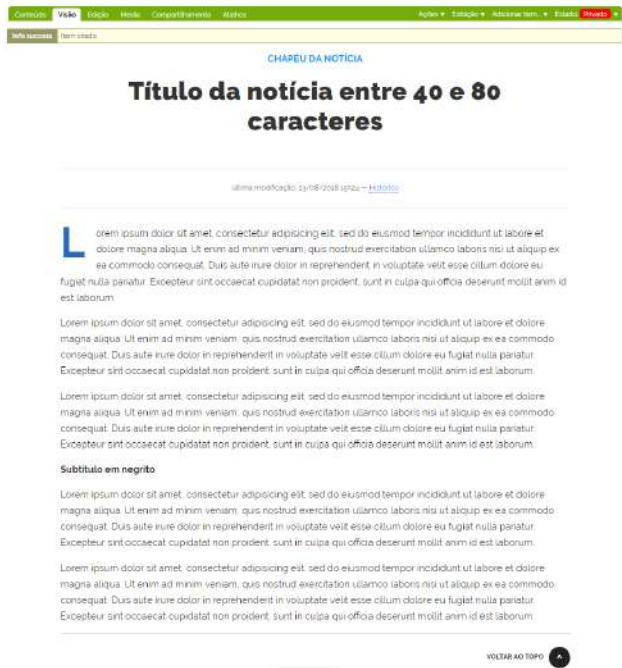 Conteúdo Visão Edição Media Compartilhamento Atalhos Ações ▾ Exibição ▾ Adicionar item… ▾ Estado: Privado ▾
Info sucesso Item criado
CHAPÉU DA NOTÍCIA
Título da notícia entre 40 e 80
caracteres
última modificação: 23/08/2018 15h24 — Histórico
Lorem ipsum dolor sit amet, consectetur adipisicing elit, sed do eiusmod tempor incididunt ut labore et
dolore magna aliqua. Ut enim ad minim veniam, quis nostrud exercitation ullamco laboris nisi ut aliquip ex
ea commodo consequat. Duis aute irure dolor in reprehenderit in voluptate velit esse cillum dolore eu
fugiat nulla pariatur. Excepteur sint occaecat cupidatat non proident, sunt in culpa qui officia deserunt mollit anim id
est laborum.
Lorem ipsum dolor sit amet, consectetur adipisicing elit, sed do eiusmod tempor incididunt ut labore et dolore
magna aliqua. Ut enim ad minim veniam, quis nostrud exercitation ullamco laboris nisi ut aliquip ex ea commodo
consequat. Duis aute irure dolor in reprehenderit in voluptate velit esse cillum dolore eu fugiat nulla pariatur.
Excepteur sint occaecat cupidatat non proident, sunt in culpa qui officia deserunt mollit anim id est laborum.
Lorem ipsum dolor sit amet, consectetur adipisicing elit, sed do eiusmod tempor incididunt ut labore et dolore
magna aliqua. Ut enim ad minim veniam, quis nostrud exercitation ullamco laboris nisi ut aliquip ex ea commodo
consequat. Duis aute irure dolor in reprehenderit in voluptate velit esse cillum dolore eu fugiat nulla pariatur.
Excepteur sint occaecat cupidatat non proident, sunt in culpa qui officia deserunt mollit anim id est laborum.
Subtítulo em negrito
Lorem ipsum dolor sit amet, consectetur adipisicing elit, sed do eiusmod tempor incididunt ut labore et dolore
magna aliqua. Ut enim ad minim veniam, quis nostrud exercitation ullamco laboris nisi ut aliquip ex ea commodo
consequat. Duis aute irure dolor in reprehenderit in voluptate velit esse cillum dolore eu fugiat nulla pariatur.
Excepteur sint occaecat cupidatat non proident, sunt in culpa qui officia deserunt mollit anim id est laborum.
Lorem ipsum dolor sit amet, consectetur adipisicing elit, sed do eiusmod tempor incididunt ut labore et dolore
magna aliqua. Ut enim ad minim veniam, quis nostrud exercitation ullamco laboris nisi ut aliquip ex ea commodo
consequat. Duis aute irure dolor in reprehenderit in voluptate velit esse cillum dolore eu fugiat nulla pariatur.
Excepteur sint occaecat cupidatat non proident, sunt in culpa qui officia deserunt mollit anim id est laborum.
VOLTAR AO TOPO